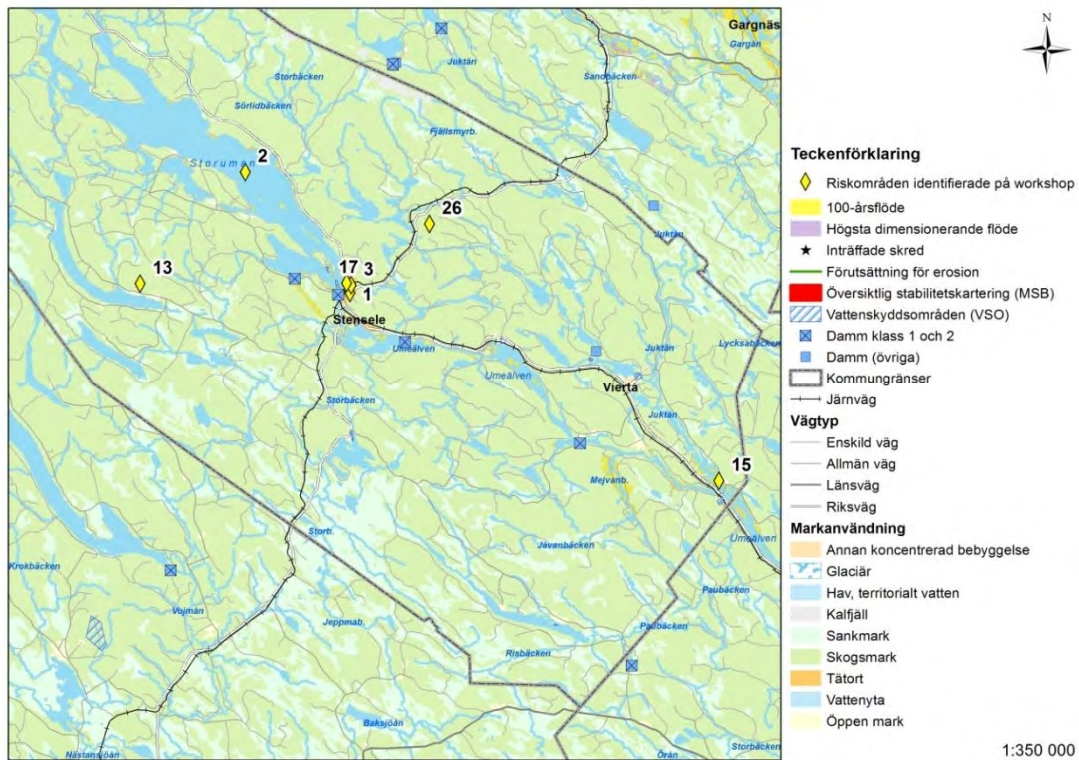 Gargnäs
Gargån
Juktån
Storbäcken
Sandbäcken
Sörlidbäcken
Fjällsmyrb.
Storuman
2
26
Juktån
13
17
3
1
Stensele
Umeälven
Umeälven
Juktån
Lycksabäcken
Storbäcken
Juktån
15
Mejvanb.
Storb.
Javanbäcken
Umeälven
Krokbäcken
Vojmån
Paubäcken
Jeppmab.
Paubäcken
Risbäcken
Baksjöån
Nästansjöån
Örån
Storbäcken
N
Teckenförklaring
Riskområden identifierade på workshop
100-årsflöde
Högsta dimensionerande flöde
Inträffade skred
Förutsättning för erosion
Översiktlig stabilitetskartering (MSB)
Vattenskyddsområden (VSO)
Damm klass 1 och 2
Damm (övriga)
Kommungränser
Järnväg
Vägtyp
Enskild väg
Allmän väg
Länsväg
Riksväg
Markanvändning
Annan koncentrerad bebyggelse
Glaciär
Hav, territorialt vatten
Kalfjäll
Sankmark
Skogsmark
Tätort
Vattenyta
Öppen mark
1:350 000